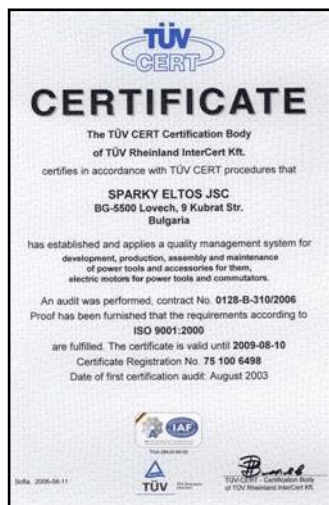 TÜV
CERT
CERTIFICATE
The TÜV CERT Certification Body
of TÜV Rheinland InterCert Kft.
certifies in accordance with TÜV CERT procedures that
SPARKY ELTOS JSC
BG-5500 Lovech, 9 Kubrat Str.
Bulgaria
has established and applies a quality management system for
development, production, assembly and maintenance
of power tools and accessories for them,
electric motors for power tools and commutators.
An audit was performed, contract No. 0128-B-310/2006
Proof has been furnished that the requirements according to
ISO 9001:2000
are fulfilled. The certificate is valid until 2009-08-10
Certificate Registration No. 75 100 6498
Date of first certification audit: August 2003
IAF
Sofia, 2006-08-11
TÜV
TÜV-CERT - Certification Body
of TÜV Rheinland InterCert Kft.